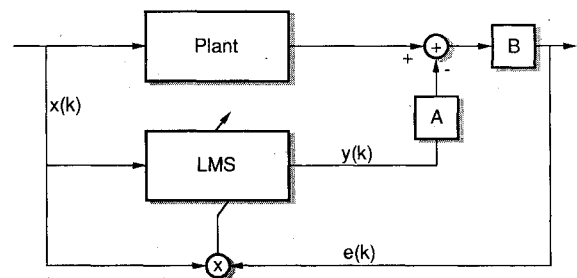 Plant
+
+
-
B
x(k)
A
LMS
y(k)
x
e(k)